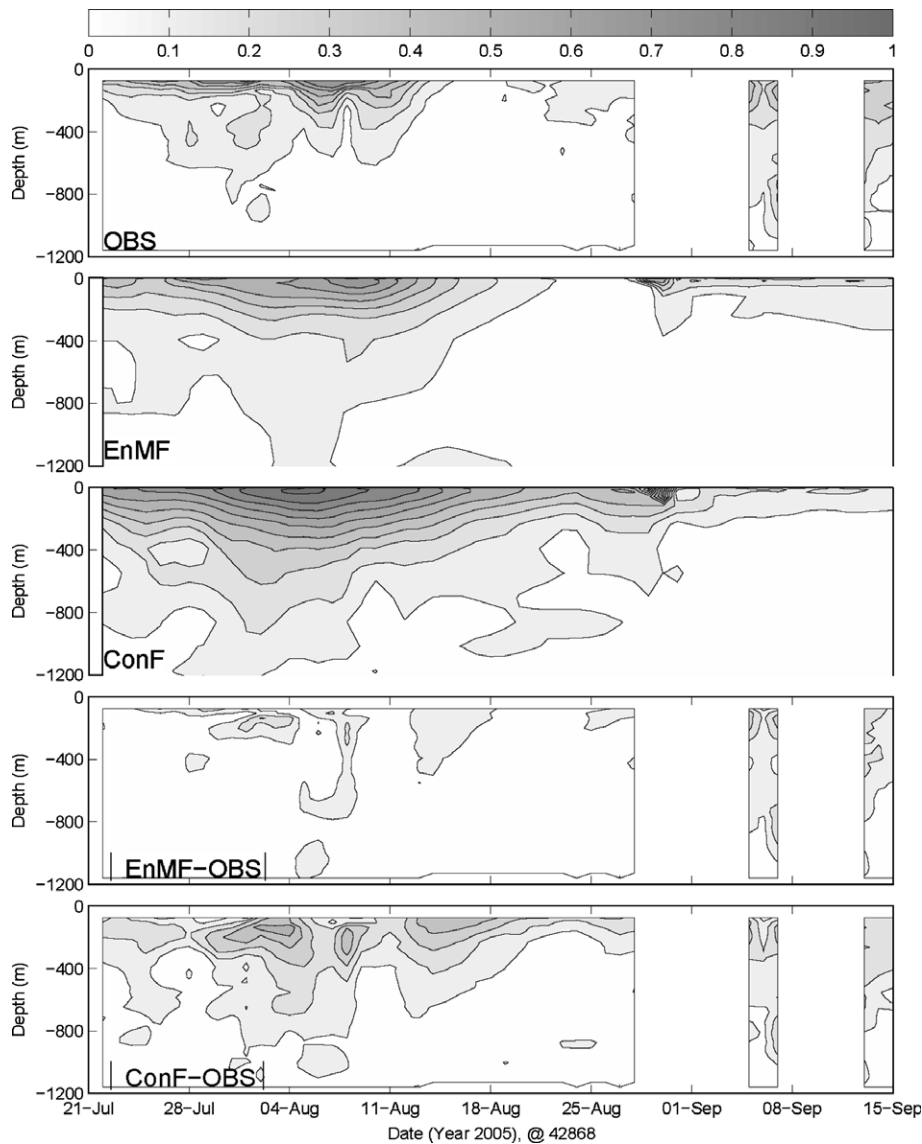 0 0.1 0.2 0.3 0.4 0.5 0.6 0.7 0.8 0.9 1
0
−400
−800
−1200
Depth (m)
OBS
0
−400
−800
−1200
Depth (m)
EnMF
0
−400
−800
−1200
Depth (m)
ConF
0
−400
−800
−1200
Depth (m)
| EnMF−OBS |
0
−400
−800
−1200
Depth (m)
| ConF−OBS |
21−Jul 28−Jul 04−Aug 11−Aug 18−Aug 25−Aug 01−Sep 08−Sep 15−Sep
Date (Year 2005), @ 42868